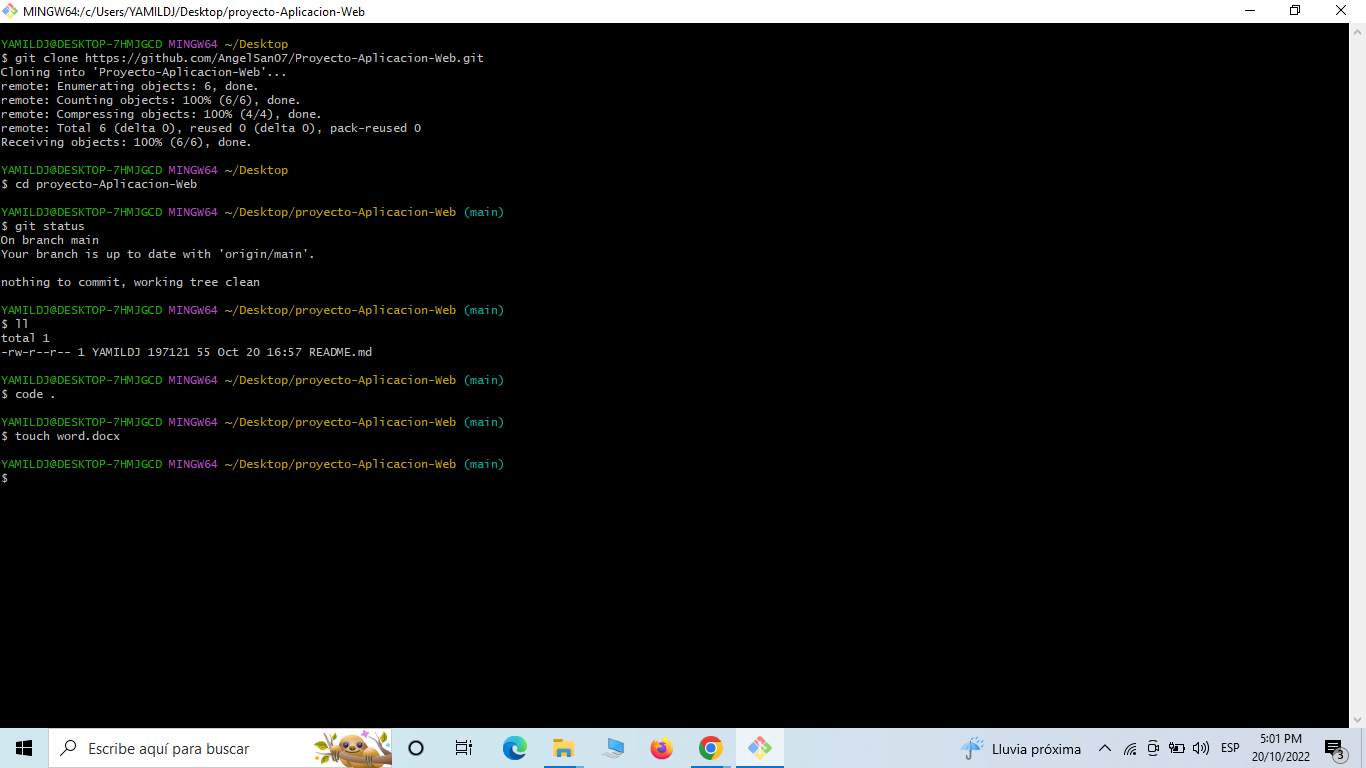 MINGW64:/c/Users/YAMILDJ/Desktop/proyecto-Aplicacion-Web
YAMILDJ@DESKTOP-7HMJGCD MINGW64 ~/Desktop
$ git clone https://github.com/AngelSan07/Proyecto-Aplicacion-Web.git
Cloning into 'Proyecto-Aplicacion-Web'...
remote: Enumerating objects: 6, done.
remote: Counting objects: 100% (6/6), done.
remote: Compressing objects: 100% (4/4), done.
remote: Total 6 (delta 0), reused 0 (delta 0), pack-reused 0
Receiving objects: 100% (6/6), done.
YAMILDJ@DESKTOP-7HMJGCD MINGW64 ~/Desktop
$ cd proyecto-Aplicacion-Web
YAMILDJ@DESKTOP-7HMJGCD MINGW64 ~/Desktop/proyecto-Aplicacion-Web (main)
$ git status
On branch main
Your branch is up to date with 'origin/main'.
nothing to commit, working tree clean
YAMILDJ@DESKTOP-7HMJGCD MINGW64 ~/Desktop/proyecto-Aplicacion-Web (main)
$ ll
total 1
-rw-r--r-- 1 YAMILDJ 197121 55 Oct 20 16:57 README.md
YAMILDJ@DESKTOP-7HMJGCD MINGW64 ~/Desktop/proyecto-Aplicacion-Web (main)
$ code .
YAMILDJ@DESKTOP-7HMJGCD MINGW64 ~/Desktop/proyecto-Aplicacion-Web (main)
$ touch word.docx
YAMILDJ@DESKTOP-7HMJGCD MINGW64 ~/Desktop/proyecto-Aplicacion-Web (main)
$
Escribe aquí para buscar
Lluvia próxima
ESP
5:01 PM
20/10/2022
3